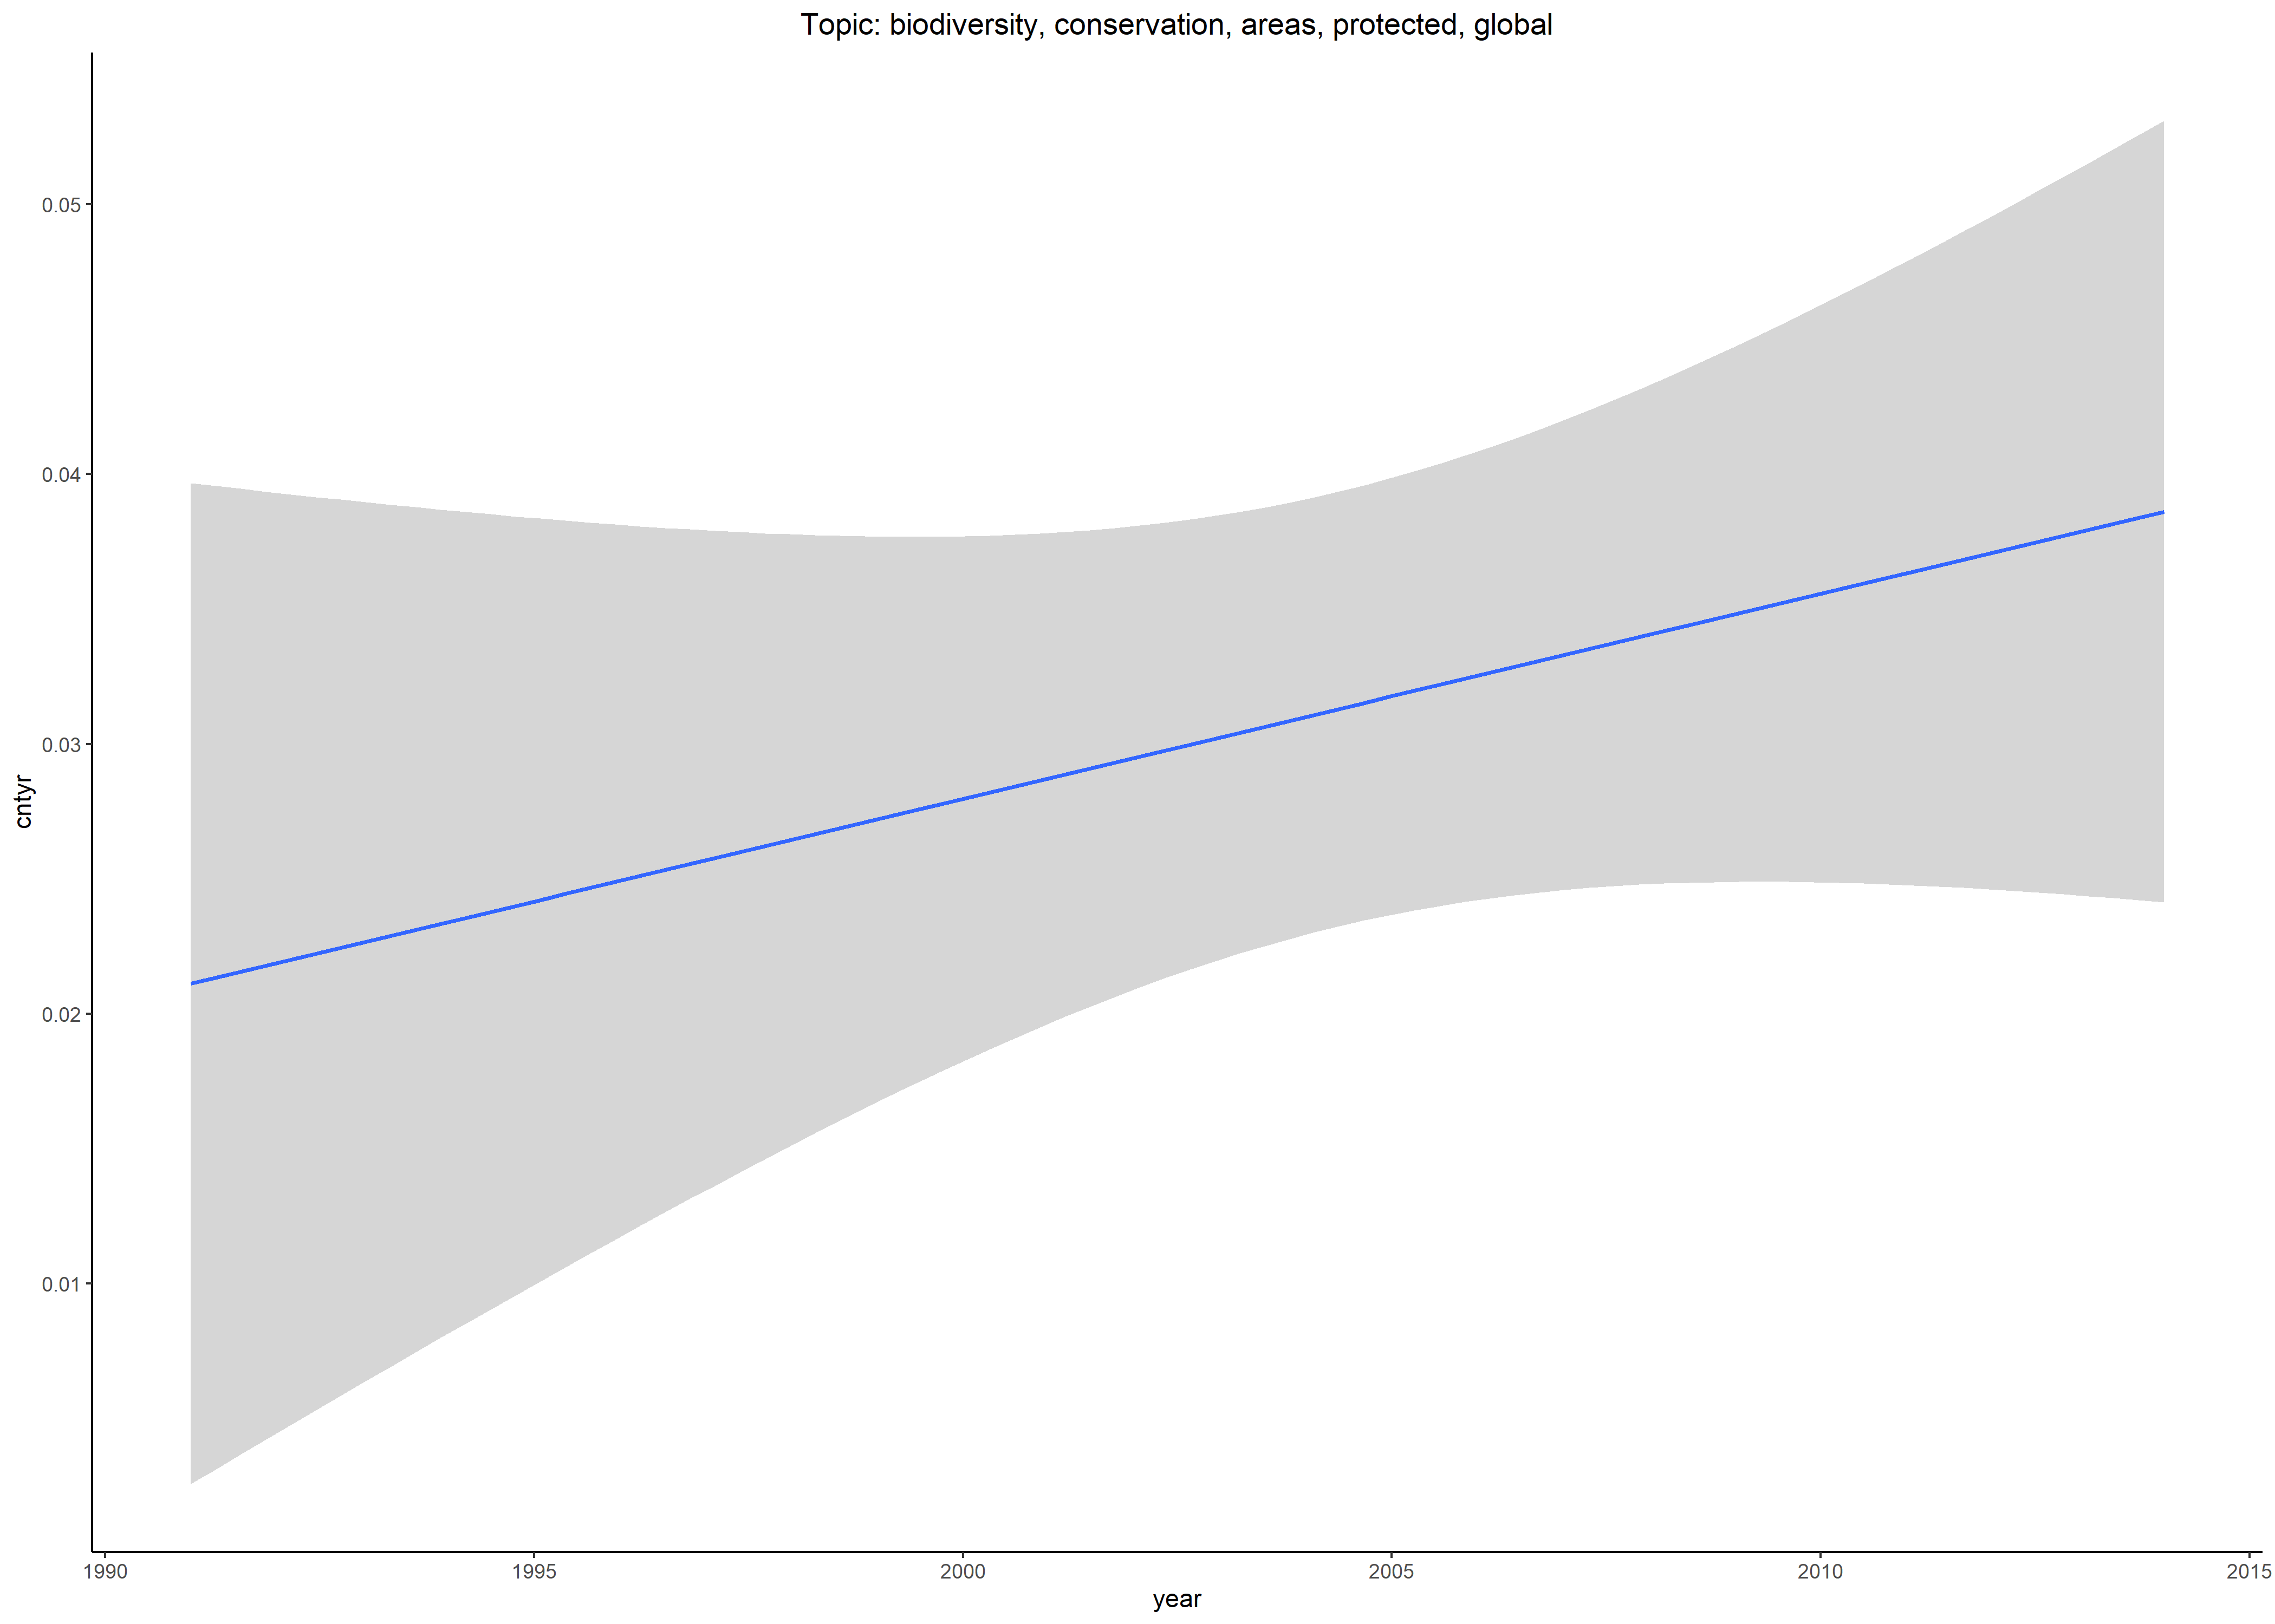 Topic: biodiversity, conservation, areas, protected, global
0.05
0.04
0.03
0.02
0.01
cntyr
1990 1995 2000 2005 2010 2015
year